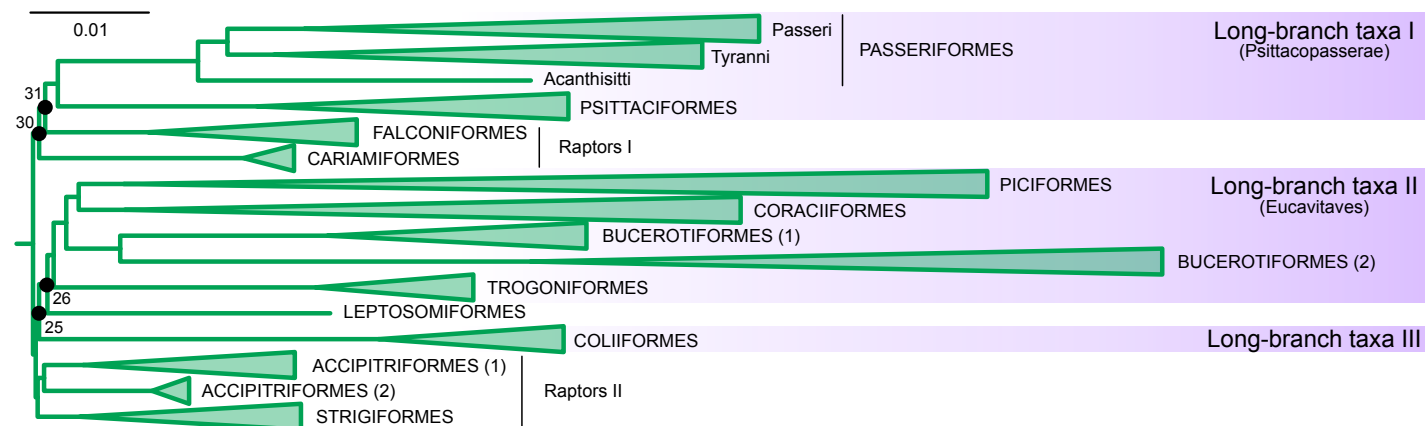 0.01
Passeri
Long-branch taxa I
(Psittacopasserae)
PASSERIFORMES
Tyranni
Acanthisitti
31
PSITTACIFORMES
30
FALCONIFORMES
Raptors I
CARIAMIFORMES
PICIFORMES
Long-branch taxa II
(Eucavitaves)
CORACIIFORMES
BUCEROTIFORMES (1)
BUCEROTIFORMES (2)
TROGONIFORMES
26
LEPTOSOMIFORMES
25
COLIIFORMES
Long-branch taxa III
ACCIPITRIFORMES (1)
ACCIPITRIFORMES (2)
Raptors II
STRIGIFORMES